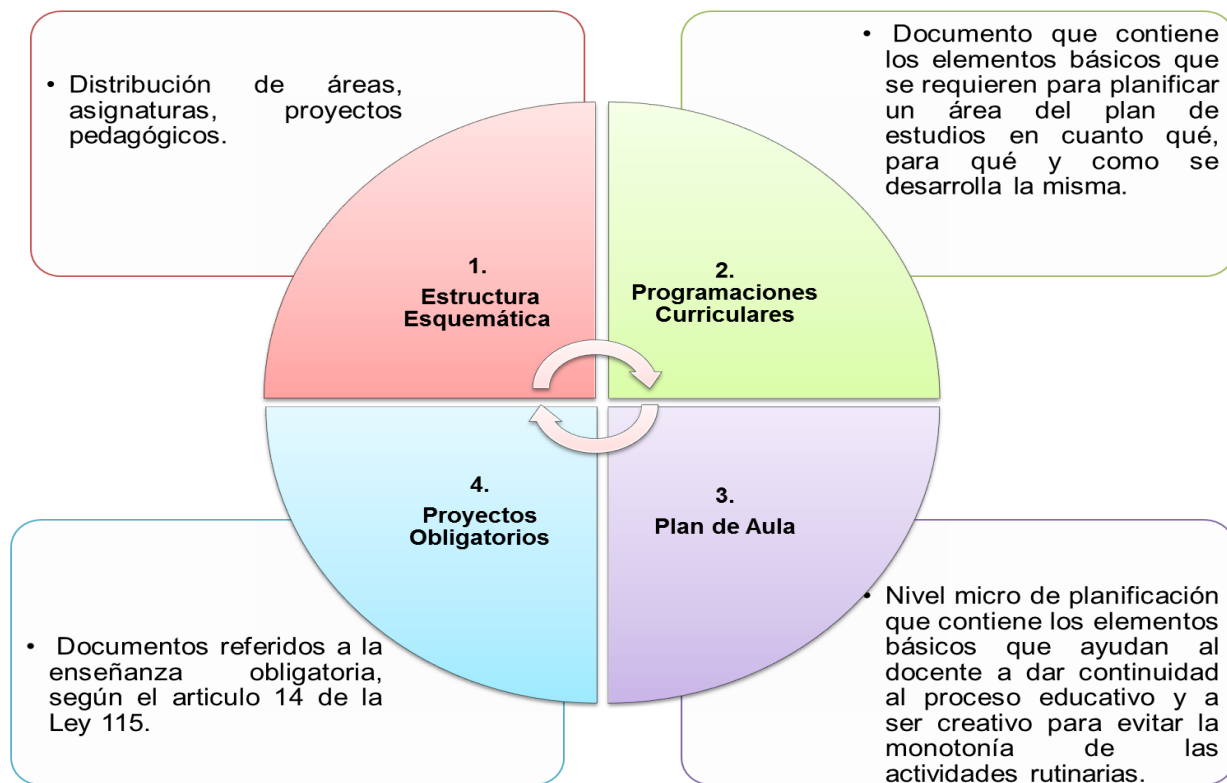 • Distribución de áreas,
asignaturas, proyectos
pedagógicos.
• Documento que contiene
los elementos básicos que
se requieren para planificar
un área del plan de
estudios en cuanto qué,
para qué y como se
desarrolla la misma.
1.
Estructura
Esquemática
2.
Programaciones
Curriculares
4.
Proyectos
Obligatorios
3.
Plan de Aula
• Documentos referidos a la
enseñanza obligatoria,
según el articulo 14 de la
Ley 115.
• Nivel micro de planificación
que contiene los elementos
básicos que ayudan al
docente a dar continuidad
al proceso educativo y a
ser creativo para evitar la
monotonía de las
actividades rutinarias.